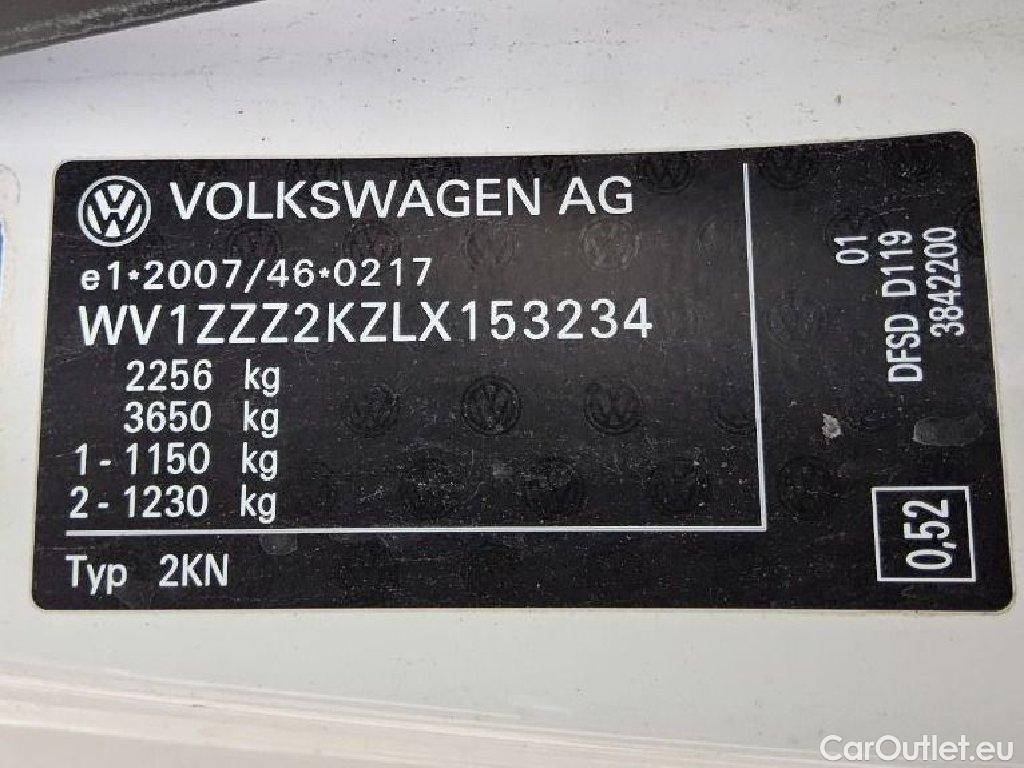 VOLKSWAGEN AG
e1*2007/46*0217
WV1ZZZ2KZLX153234
2256 kg
3650 kg
1 - 1150 kg
2 - 1230 kg
Typ 2KN
01
DFSD D119
3842200
0,52
CarOutlet.eu